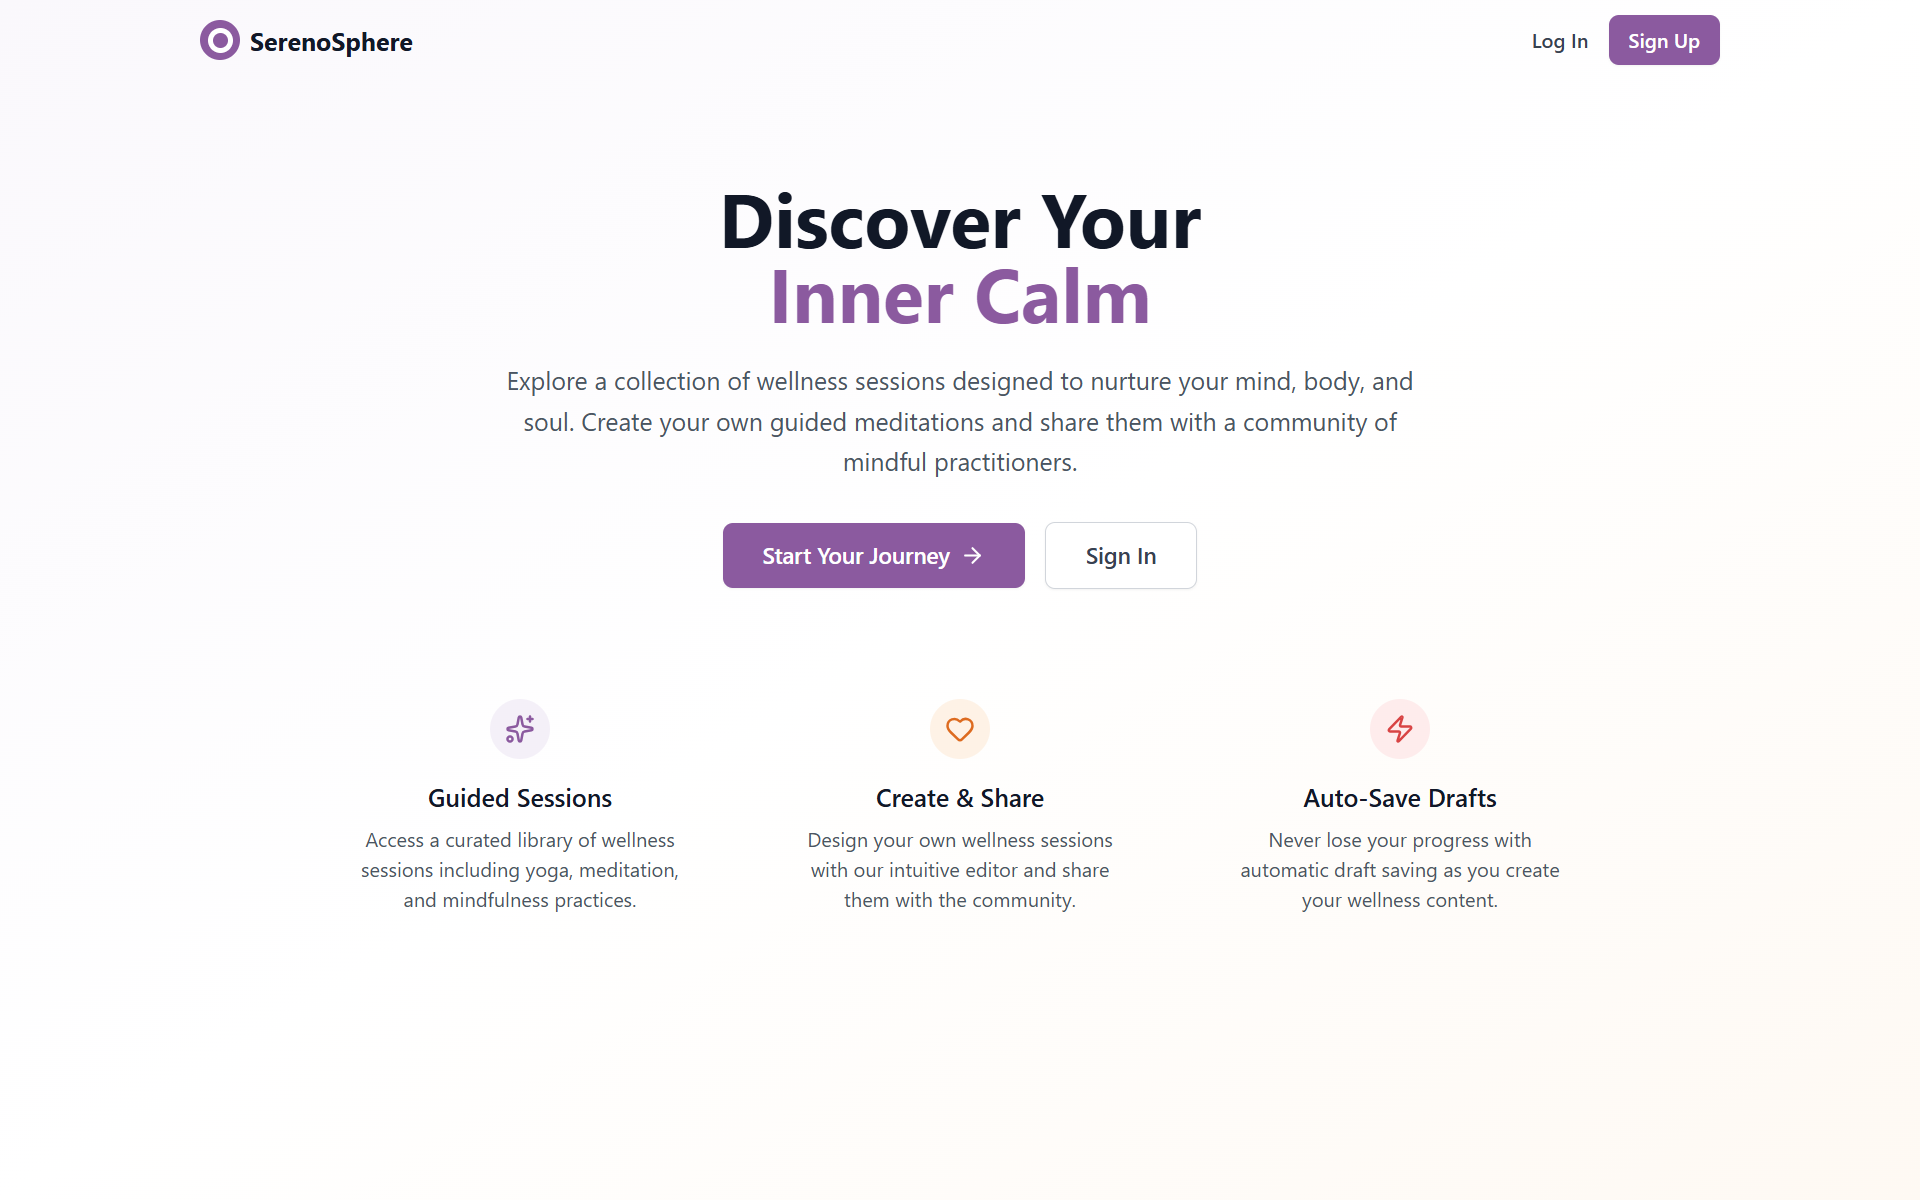 SerenoSphere
Log In
Sign Up
Discover Your
Inner Calm
Explore a collection of wellness sessions designed to nurture your mind, body, and
soul. Create your own guided meditations and share them with a community of
mindful practitioners.
Start Your Journey
Sign In
Guided Sessions
Access a curated library of wellness
sessions including yoga, meditation,
and mindfulness practices.
Create & Share
Design your own wellness sessions
with our intuitive editor and share
them with the community.
Auto-Save Drafts
Never lose your progress with
automatic draft saving as you create
your wellness content.